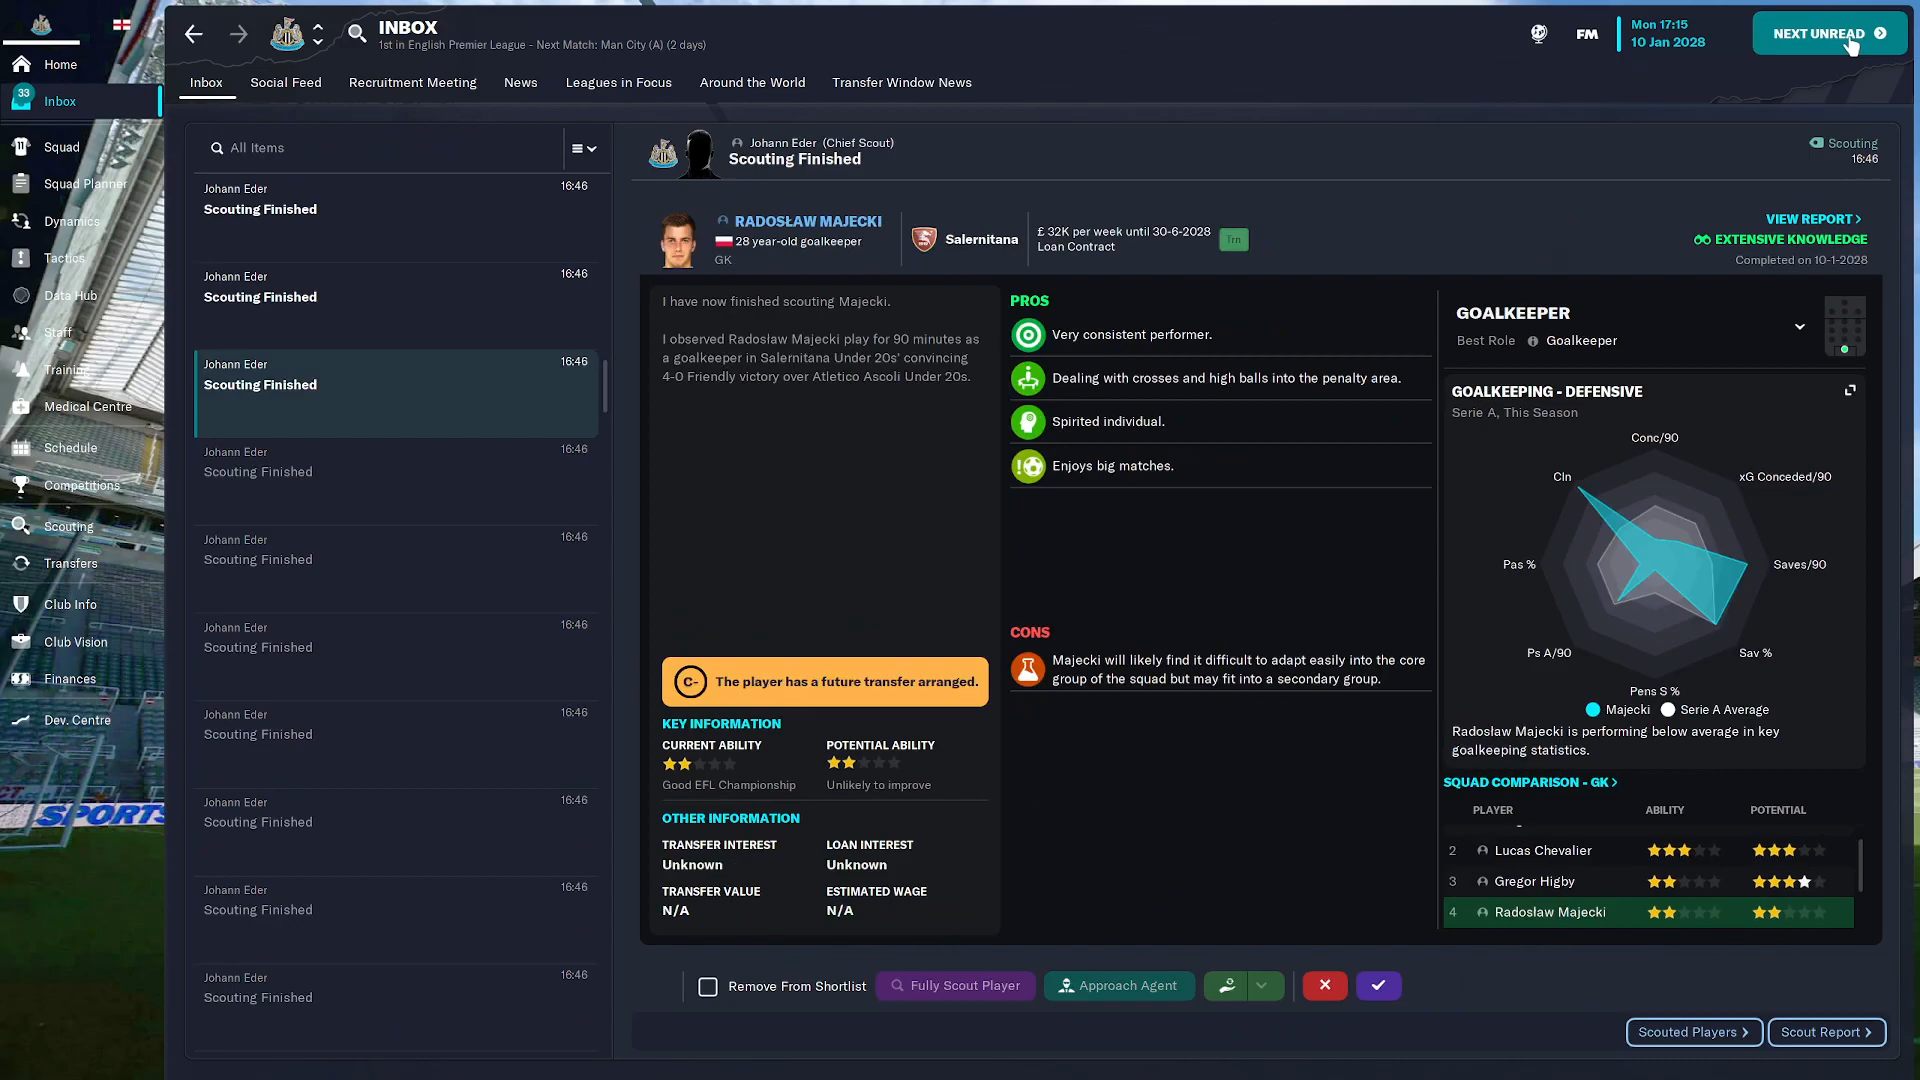 INBOX
1st in English Premier League - Next Match: Man City (A) (2 days)
FM
Mon 17:15
10 Jan 2028
NEXT UNREAD
Home
33
Inbox
Squad
Squad Planner
Dynamics
Tactics
Data Hub
Staff
Training
Medical Centre
Schedule
Competitions
Scouting
Transfers
Club Info
Club Vision
Finances
Dev. Centre
SPORTS
Inbox
Social Feed
Recruitment Meeting
News
Leagues in Focus
Around the World
Transfer Window News
All Items
Johann Eder 16:46
Scouting Finished
Johann Eder 16:46
Scouting Finished
Johann Eder 16:46
Scouting Finished
Johann Eder 16:46
Scouting Finished
Johann Eder 16:46
Scouting Finished
Johann Eder 16:46
Scouting Finished
Johann Eder 16:46
Scouting Finished
Johann Eder 16:46
Scouting Finished
Johann Eder 16:46
Scouting Finished
Johann Eder 16:46
Scouting Finished
Johann Eder (Chief Scout)
Scouting Finished
Scouting
16:46
RADOSŁAW MAJECKI
28 year-old goalkeeper
GK
Salernitana
£ 32K per week until 30-6-2028
Loan Contract
Trn
VIEW REPORT >
EXTENSIVE KNOWLEDGE
Completed on 10-1-2028
I have now finished scouting Majecki.
I observed Radoslaw Majecki play for 90 minutes as
a goalkeeper in Salernitana Under 20s' convincing
4-0 Friendly victory over Atletico Ascoli Under 20s.
C- The player has a future transfer arranged.
KEY INFORMATION
CURRENT ABILITY POTENTIAL ABILITY
Good EFL Championship Unlikely to improve
OTHER INFORMATION
TRANSFER INTEREST LOAN INTEREST
Unknown Unknown
TRANSFER VALUE ESTIMATED WAGE
N/A N/A
PROS
Very consistent performer.
Dealing with crosses and high balls into the penalty area.
Spirited individual.
Enjoys big matches.
CONS
Majecki will likely find it difficult to adapt easily into the core
group of the squad but may fit into a secondary group.
GOALKEEPER
Best Role Goalkeeper
GOALKEEPING - DEFENSIVE
Serie A, This Season
Conc/90
Cln
xG Conceded/90
Pas %
Saves/90
Ps A/90
Sav %
Pens S %
Majecki Serie A Average
Radoslaw Majecki is performing below average in key
goalkeeping statistics.
SQUAD COMPARISON - GK >
PLAYER ABILITY POTENTIAL
2 Lucas Chevalier
3 Gregor Higby
4 Radoslaw Majecki
Remove From Shortlist
Fully Scout Player
Approach Agent
Scouted Players >
Scout Report >